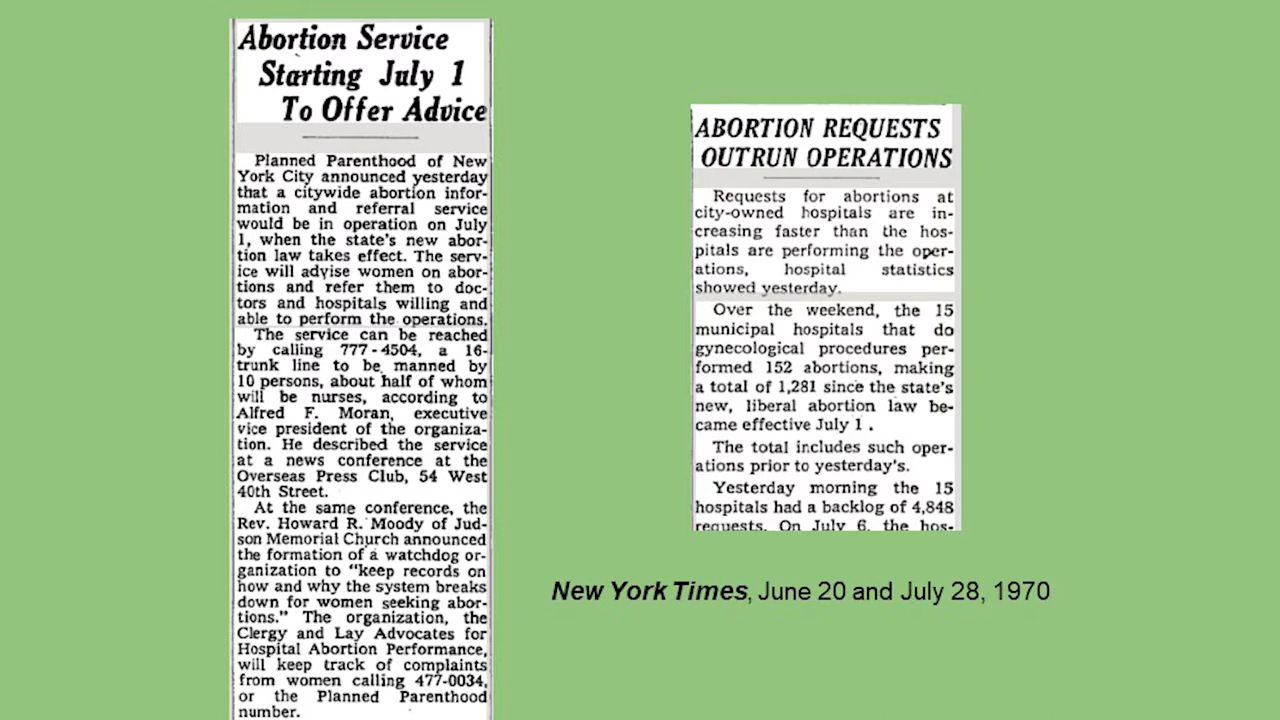 Abortion Service
Starting July 1
To Offer Advice
Planned Parenthood of New
York City announced yesterday
that a citywide abortion infor-
mation and referral service
would be in operation on July
1, when the state's new abor-
tion law takes effect. The serv-
ice will advise women on abor-
tions and refer them to doc-
tors and hospitals willing and
able to perform the operations.
The service can be reached
by calling 777-4504, a 16-
trunk line to be manned by
10 persons, about half of whom
will be nurses, according to
Alfred F. Moran, executive
vice president of the organiza-
tion. He described the service
at a news conference at the
Overseas Press Club, 54 West
40th Street.
At the same conference, the
Rev. Howard R. Moody of Jud-
son Memorial Church announced
the formation of a watchdog or-
ganization to "keep records on
how and why the system breaks
down for women seeking abor-
tions." The organization, the
Clergy and Lay Advocates for
Hospital Abortion Performance,
will keep track of complaints
from women calling 477-0034,
or the Planned Parenthood
number.
ABORTION REQUESTS
OUTRUN OPERATIONS
Requests for abortions at
city-owned hospitals are in-
creasing faster than the hos-
pitals are performing the oper-
ations, hospital statistics
showed yesterday.
Over the weekend, the 15
municipal hospitals that do
gynecological procedures per-
formed 152 abortions, making
a total of 1,281 since the state's
new, liberal abortion law be-
came effective July 1.
The total includes such oper-
ations prior to yesterday's.
Yesterday morning the 15
hospitals had a backlog of 4,848
requests. On July 6, the hos-
New York Times, June 20 and July 28, 1970